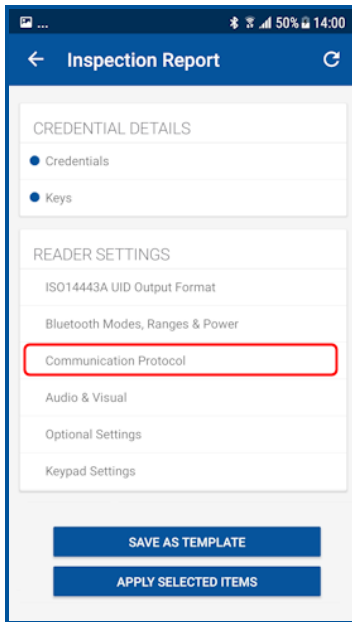 ... 50% 14:00
Inspection Report
CREDENTIAL DETAILS
Credentials
Keys
READER SETTINGS
ISO14443A UID Output Format
Bluetooth Modes, Ranges & Power
Communication Protocol
Audio & Visual
Optional Settings
Keypad Settings
SAVE AS TEMPLATE
APPLY SELECTED ITEMS